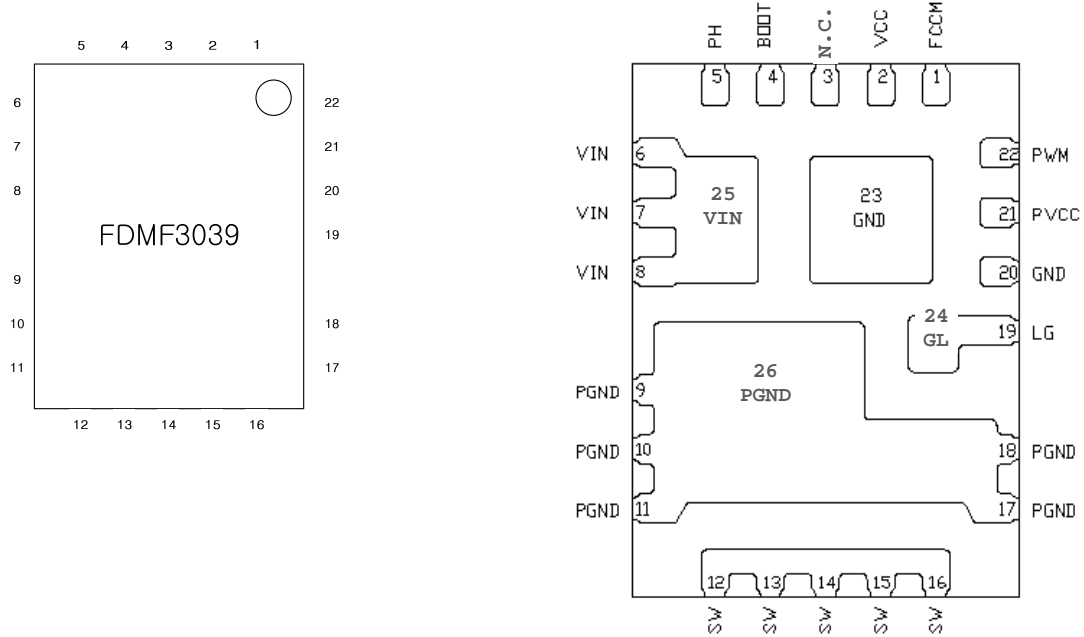 5 4 3 2 1
6 22
7 21
8 20
FDMF3039 19
9
10 18
11 17
12 13 14 15 16
PH BOOT N.C. VCC FCCM
5 4 3 2 1
VIN 6 22 PWM
25 23
VIN 7 VIN GND 21 PVCC
VIN 8 20 GND
24
GL 19 LG
26
PGND 9 PGND
PGND 10 18 PGND
PGND 11 17 PGND
12 13 14 15 16
SW SW SW SW SW